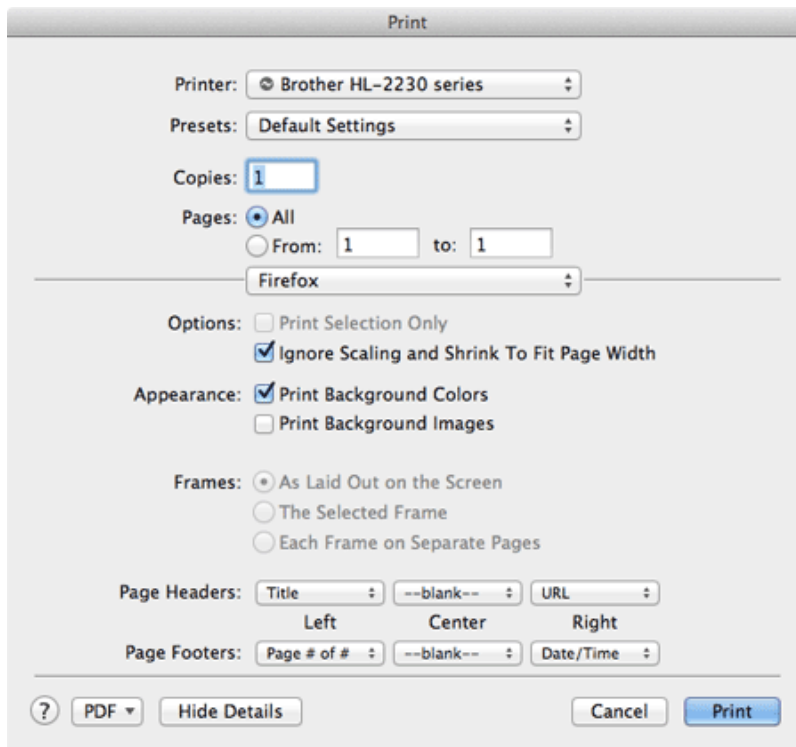 Print
Printer: Brother HL-2230 series
Presets: Default Settings
Copies: 1
Pages: All
From: 1 to: 1
Firefox
Options: Print Selection Only
Ignore Scaling and Shrink To Fit Page Width
Appearance: Print Background Colors
Print Background Images
Frames: As Laid Out on the Screen
The Selected Frame
Each Frame on Separate Pages
Page Headers: Title --blank-- URL
Left Center Right
Page Footers: Page # of # --blank-- Date/Time
? PDF Hide Details Cancel Print